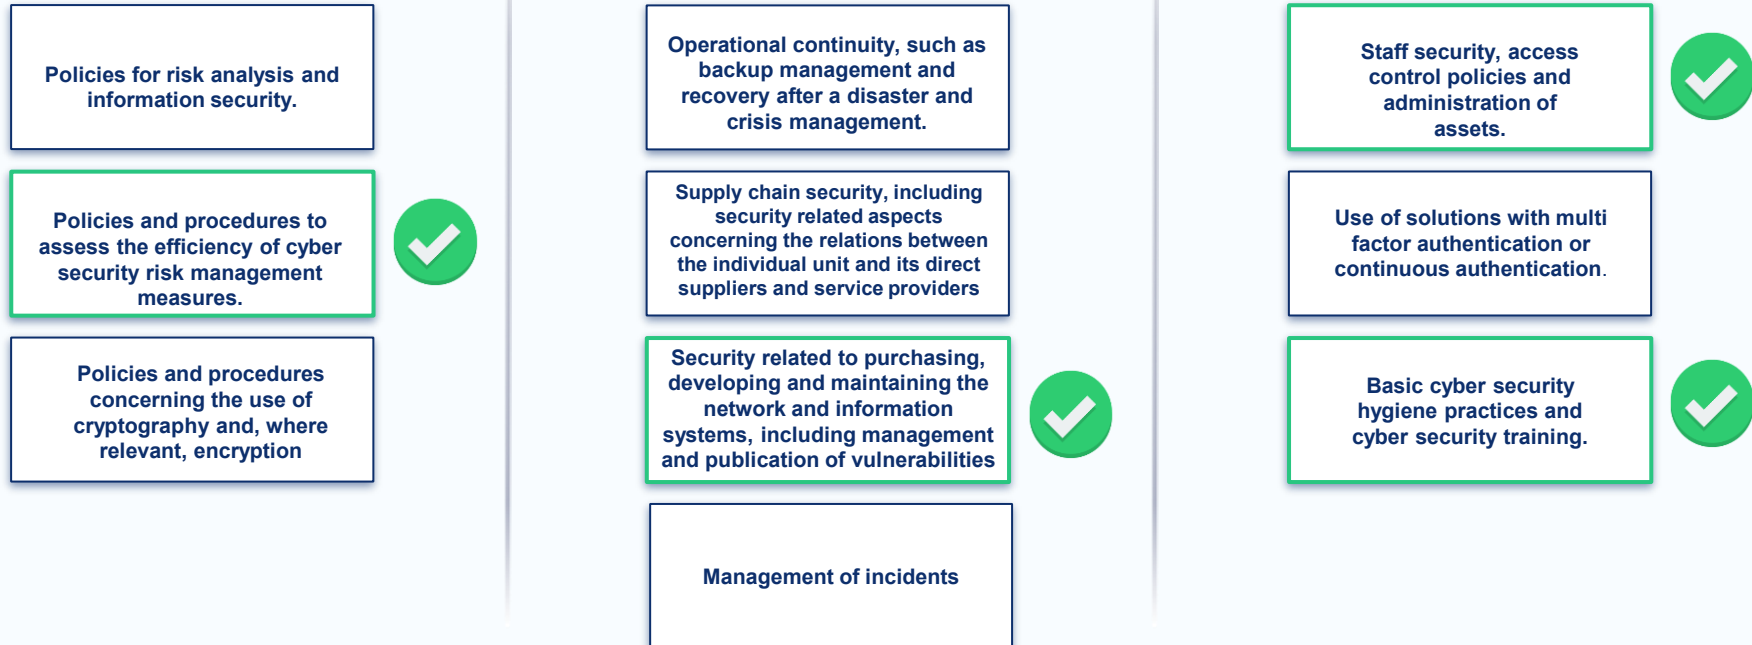 Policies for risk analysis and
information security.
Policies and procedures to
assess the efficiency of cyber
security risk management
measures.
Policies and procedures
concerning the use of
cryptography and, where
relevant, encryption
Operational continuity, such as
backup management and
recovery after a disaster and
crisis management.
Supply chain security, including
security related aspects
concerning the relations between
the individual unit and its direct
suppliers and service providers
Security related to purchasing,
developing and maintaining the
network and information
systems, including management
and publication of vulnerabilities
Management of incidents
Staff security, access
control policies and
administration of
assets.
Use of solutions with multi
factor authentication or
continuous authentication.
Basic cyber security
hygiene practices and
cyber security training.